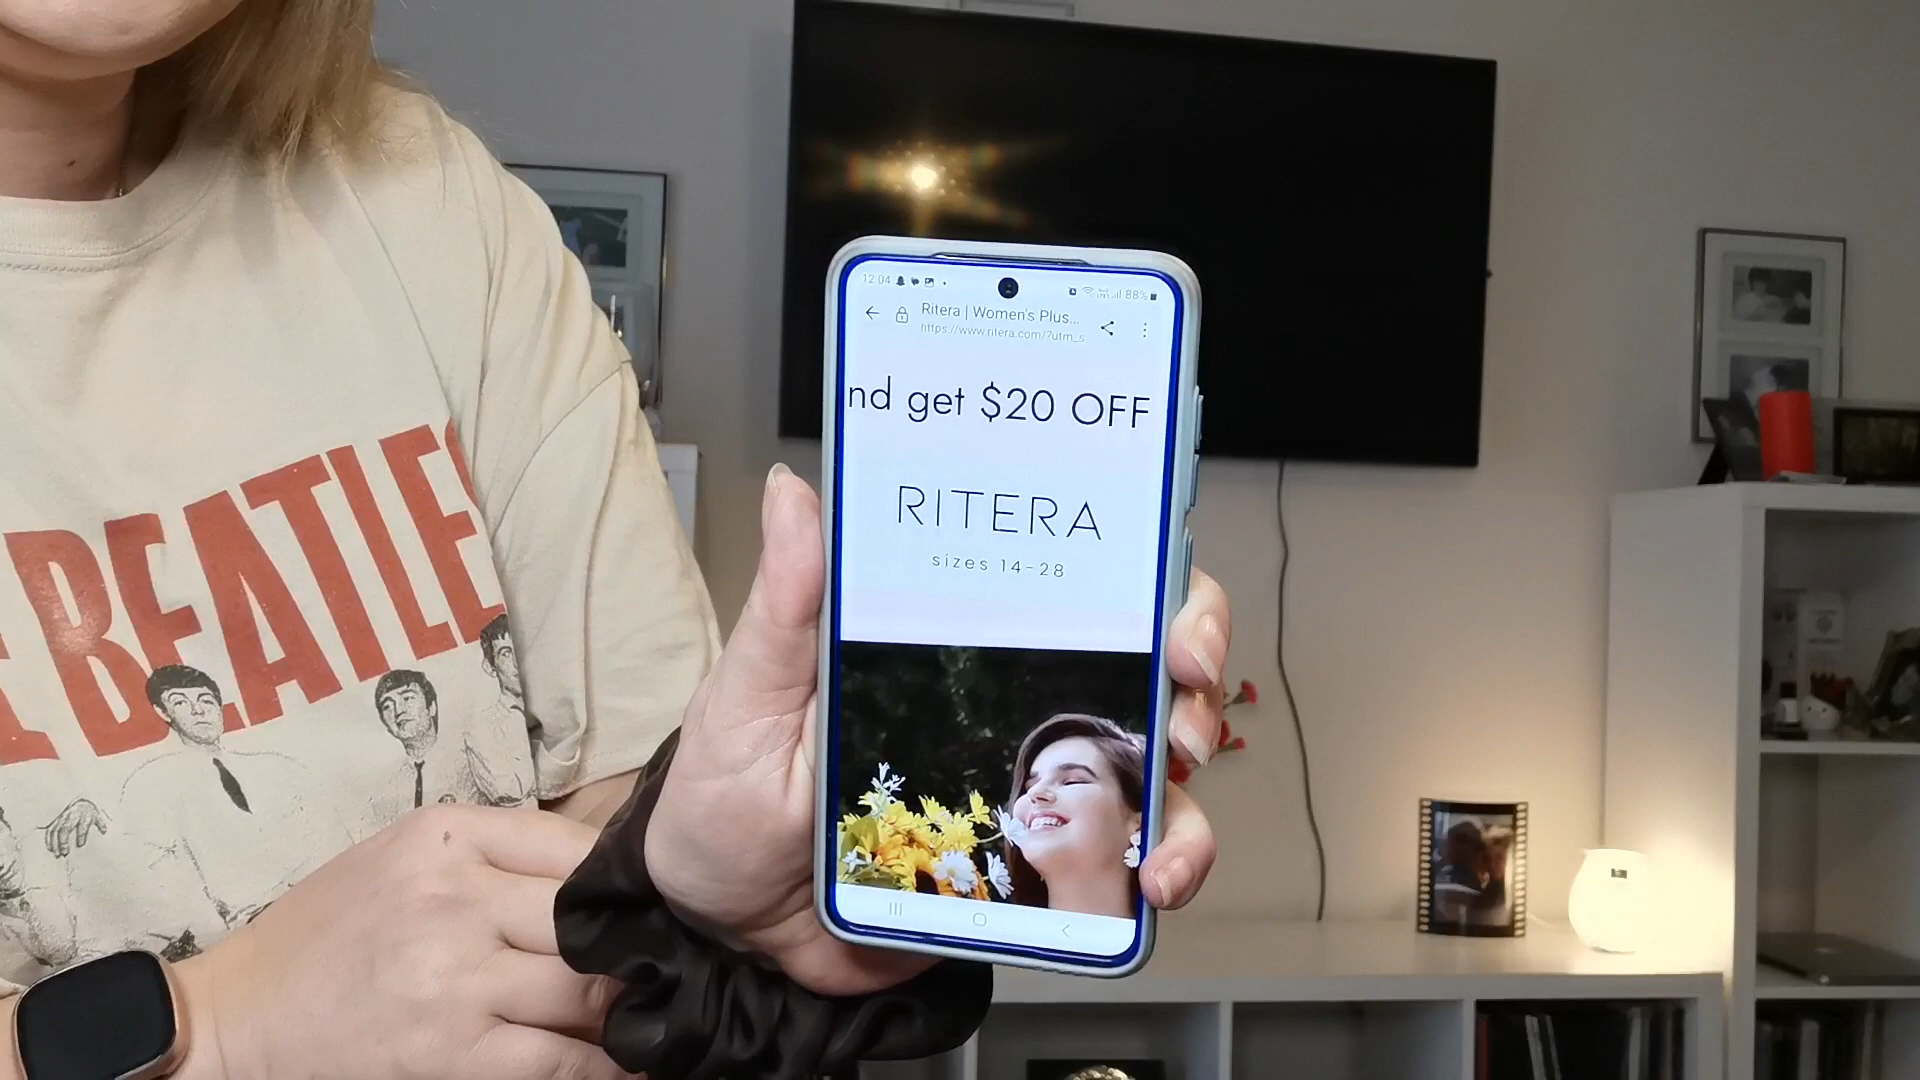 BEATLES
12:04
88%
Ritera | Women's Plus...
https://www.ritera.com/?utm_s
nd get $20 OFF
RITERA
sizes 14-28